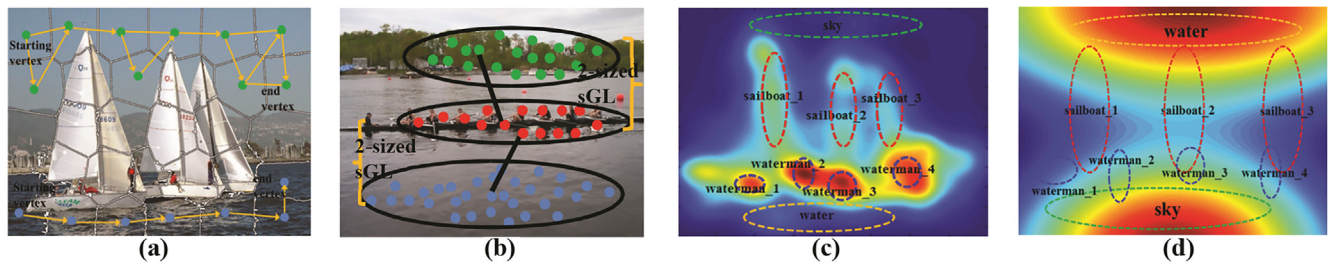 Starting
vertex
end
vertex
Starting
vertex
end
vertex
(a)
2-sized
sGL
2-sized
sGL
(b)
sky
sailboat_1
sailboat_3
sailboat_2
waterman_2
waterman_4
waterman_1
waterman_3
water
(c)
water
sailboat_1
sailboat_2
sailboat_3
waterman_2
waterman_3
waterman_4
waterman_1
sky
(d)